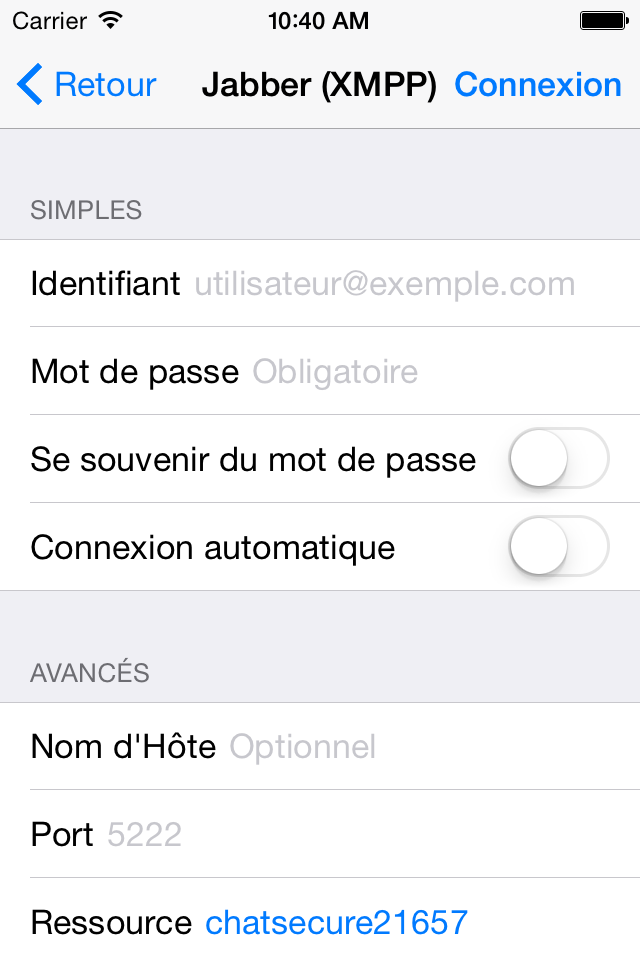 Carrier 10:40 AM
Retour Jabber (XMPP) Connexion
SIMPLES
Identifiant utilisateur@exemple.com
Mot de passe Obligatoire
Se souvenir du mot de passe
Connexion automatique
AVANCÉS
Nom d'Hôte Optionnel
Port 5222
Ressource chatsecure21657